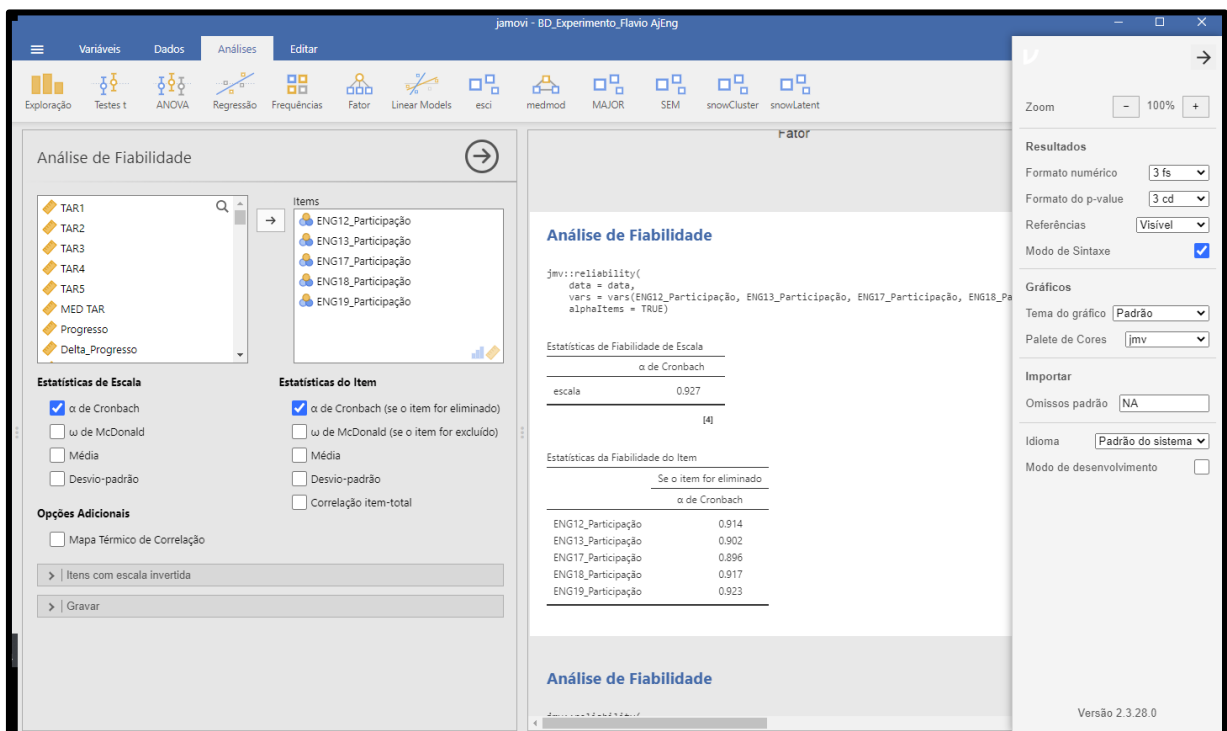 jamovi - BD_Experimento_Flavio AjEng
Variáveis Dados Análises Editar
Exploração Testes t ANOVA Regressão Frequências Fator Linear Models esci medmod MAJOR SEM snowCluster snowLatent
Análise de Fiabilidade
TAR1
TAR2
TAR3
TAR4
TAR5
MED TAR
Progresso
Delta_Progresso
Items
ENG12_Participação
ENG13_Participação
ENG17_Participação
ENG18_Participação
ENG19_Participação
Estatísticas de Escala
α de Cronbach
ω de McDonald
Média
Desvio-padrão
Estatísticas do Item
α de Cronbach (se o item for eliminado)
ω de McDonald (se o item for excluído)
Média
Desvio-padrão
Correlação item-total
Opções Adicionais
Mapa Térmico de Correlação
Itens com escala invertida
Gravar
Fator
Análise de Fiabilidade
jmv::reliability(
data = data,
vars = vars(ENG12_Participação, ENG13_Participação, ENG17_Participação, ENG18_Pa
alphaItems = TRUE)
Estatísticas de Fiabilidade de Escala
α de Cronbach
escala 0.927
[4]
Estatísticas da Fiabilidade do Item
Se o item for eliminado
α de Cronbach
ENG12_Participação 0.914
ENG13_Participação 0.902
ENG17_Participação 0.896
ENG18_Participação 0.917
ENG19_Participação 0.923
Análise de Fiabilidade
Zoom - 100% +
Resultados
Formato numérico 3 fs
Formato do p-value 3 cd
Referências Visível
Modo de Sintaxe
Gráficos
Tema do gráfico Padrão
Palete de Cores jmv
Importar
Omissos padrão NA
Idioma Padrão do sistema
Modo de desenvolvimento
Versão 2.3.28.0